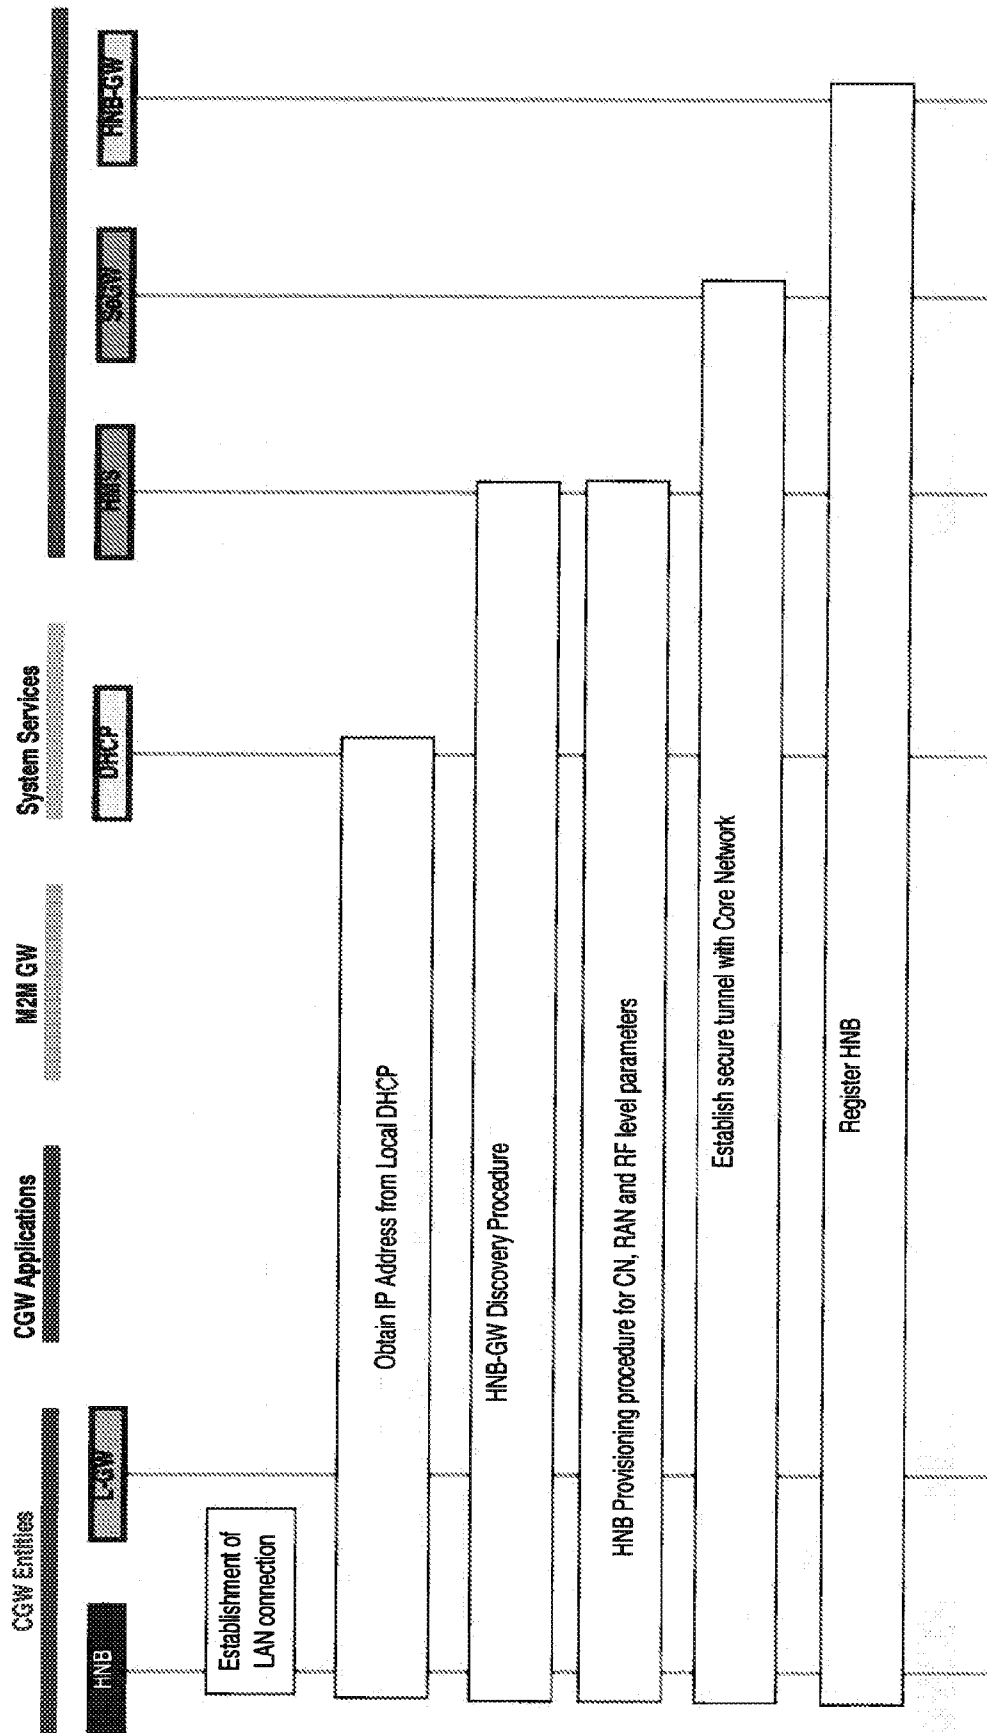 CGW Entities
CGW Applications
M2M GW
System Services
HNB
L-GW
DHCP
HMS
SeGW
HNB-GW
Establishment of
LAN connection
Obtain IP Address from Local DHCP
HNB-GW Discovery Procedure
HNB Provisioning procedure for CN, RAN and RF level parameters
Establish secure tunnel with Core Network
Register HNB